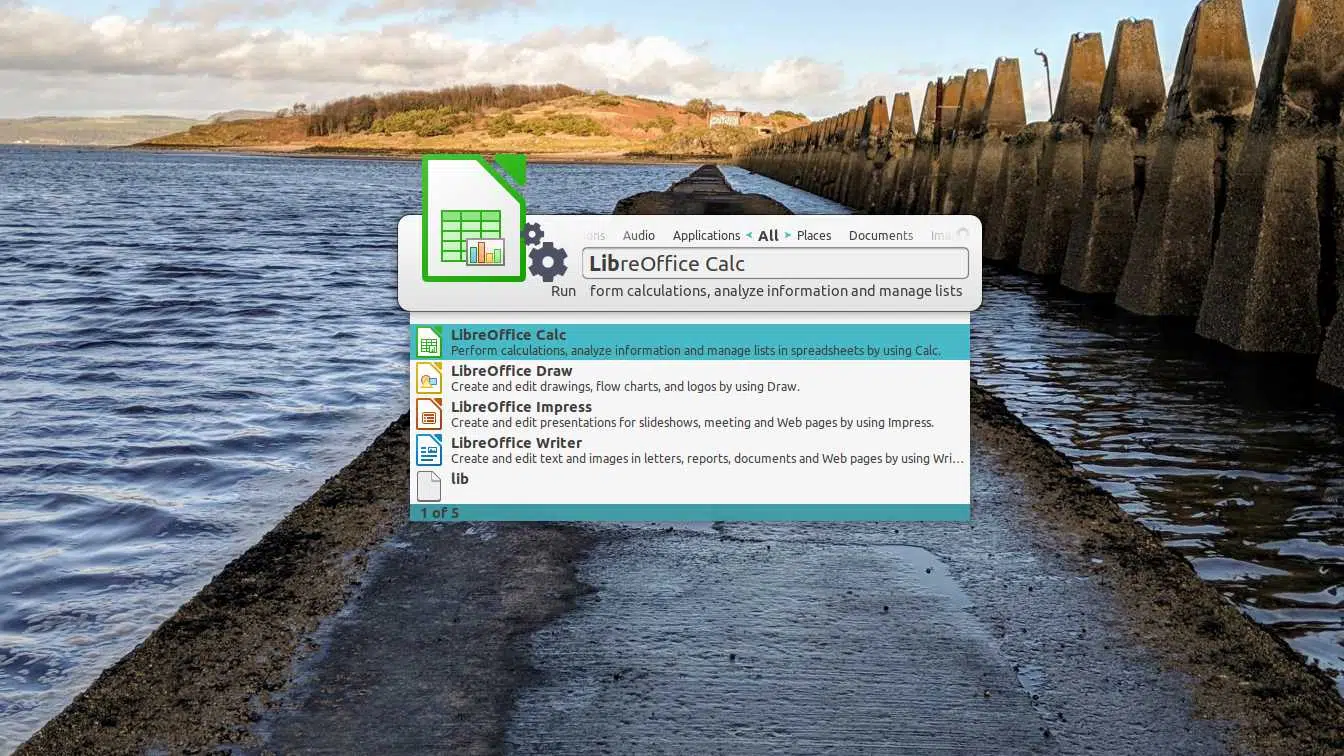 Audio Applications All Places Documents
LibreOffice Calc
Run form calculations, analyze information and manage lists
LibreOffice Calc
Perform calculations, analyze information and manage lists in spreadsheets by using Calc.
LibreOffice Draw
Create and edit drawings, flow charts, and logos by using Draw.
LibreOffice Impress
Create and edit presentations for slideshows, meeting and Web pages by using Impress.
LibreOffice Writer
Create and edit text and images in letters, reports, documents and Web pages by using Wri...
lib
1 of 5